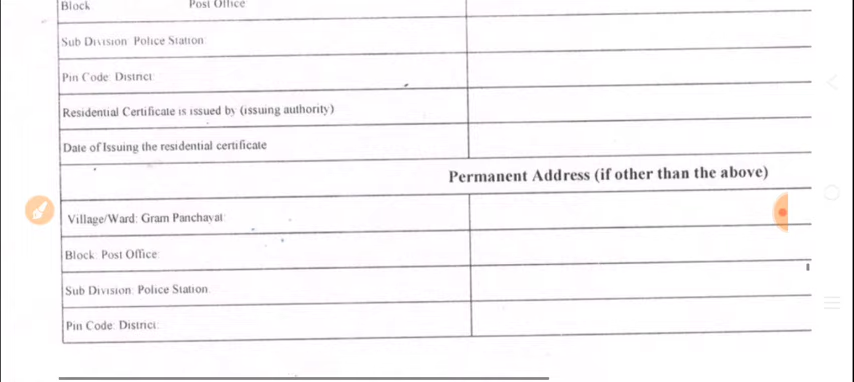 Block Post Office
Sub Division Police Station
Pin Code: District
Residential Certificate is issued by (issuing authority)
Date of Issuing the residential certificate
Permanent Address (if other than the above)
Village/Ward: Gram Panchayat:
Block Post Office:
Sub Division: Police Station
Pin Code: District: